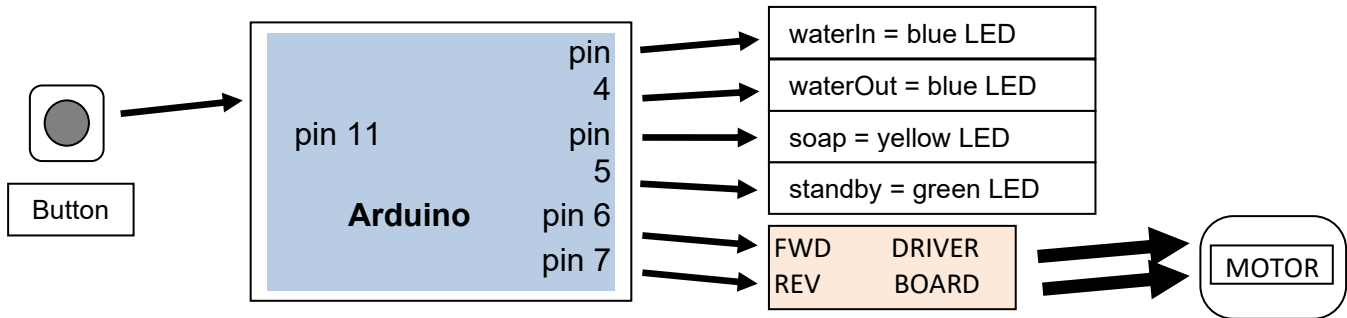 Button
pin 11
Arduino
pin
4
pin
5
pin 6
pin 7
waterIn = blue LED
waterOut = blue LED
soap = yellow LED
standby = green LED
FWD DRIVER
REV BOARD
MOTOR